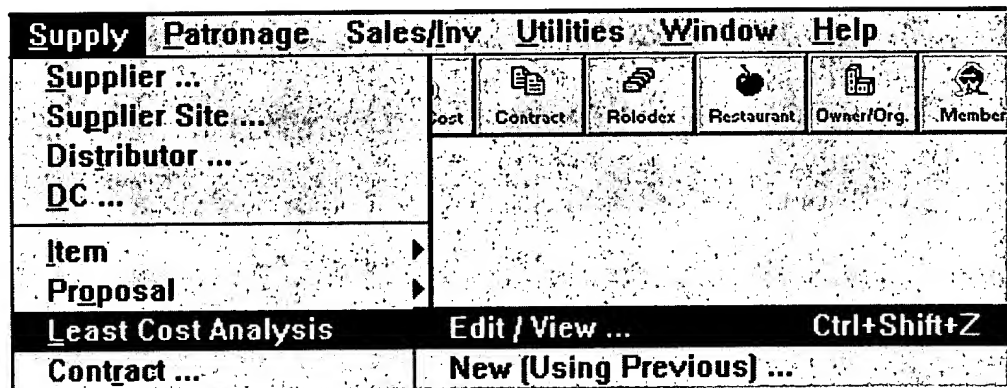 Supply Patronage Sales/Inv Utilities Window Help
Supplier ...
Supplier Site ...
Distributor ...
DC ...
Cost Contract Rolodex Restaurant Owner/Org. Member
Item
Proposal
Least Cost Analysis Edit / View ... Ctrl+Shift+Z
Contract ... New (Using Previous) ...